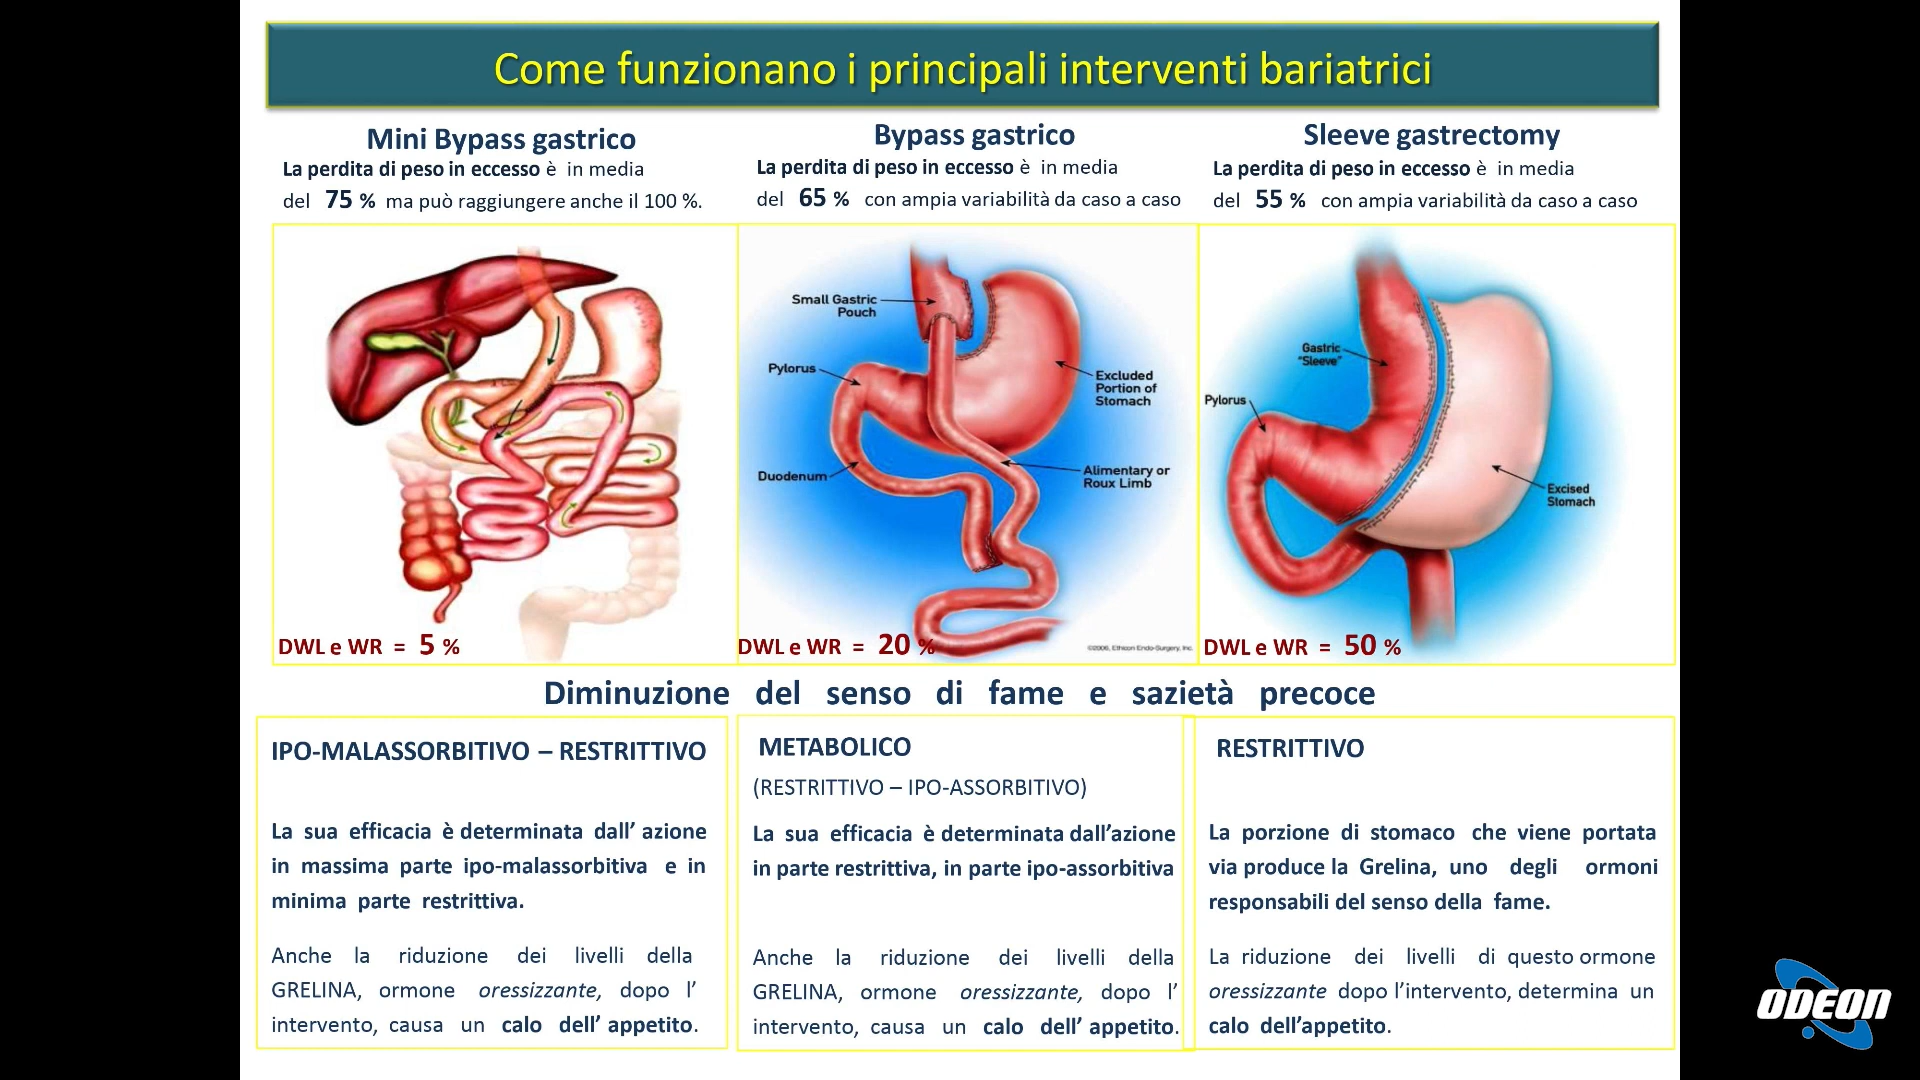 Come funzionano i principali interventi bariatrici
Mini Bypass gastrico
La perdita di peso in eccesso è in media
del 75 % ma può raggiungere anche il 100 %.
Bypass gastrico
La perdita di peso in eccesso è in media
del 65 % con ampia variabilità da caso a caso
Sleeve gastrectomy
La perdita di peso in eccesso è in media
del 55 % con ampia variabilità da caso a caso
DWL e WR = 5 %
Small Gastric
Pouch
Pylorus
Excluded
Portion of
Stomach
Duodenum
Alimentary or
Roux Limb
DWL e WR = 20 %
©2006, Ethicon Endo-Surgery, Inc.
Gastric
"Sleeve"
Pylorus
Excised
Stomach
DWL e WR = 50 %
Diminuzione del senso di fame e sazietà precoce
IPO-MALASSORBITIVO – RESTRITTIVO
La sua efficacia è determinata dall' azione
in massima parte ipo-malassorbitiva e in
minima parte restrittiva.
Anche la riduzione dei livelli della
GRELINA, ormone oressizzante, dopo l'
intervento, causa un calo dell' appetito.
METABOLICO
(RESTRITTIVO – IPO-ASSORBITIVO)
La sua efficacia è determinata dall'azione
in parte restrittiva, in parte ipo-assorbitiva
Anche la riduzione dei livelli della
GRELINA, ormone oressizzante, dopo l'
intervento, causa un calo dell' appetito.
RESTRITTIVO
La porzione di stomaco che viene portata
via produce la Grelina, uno degli ormoni
responsabili del senso della fame.
La riduzione dei livelli di questo ormone
oressizzante dopo l'intervento, determina un
calo dell'appetito.
ODEON